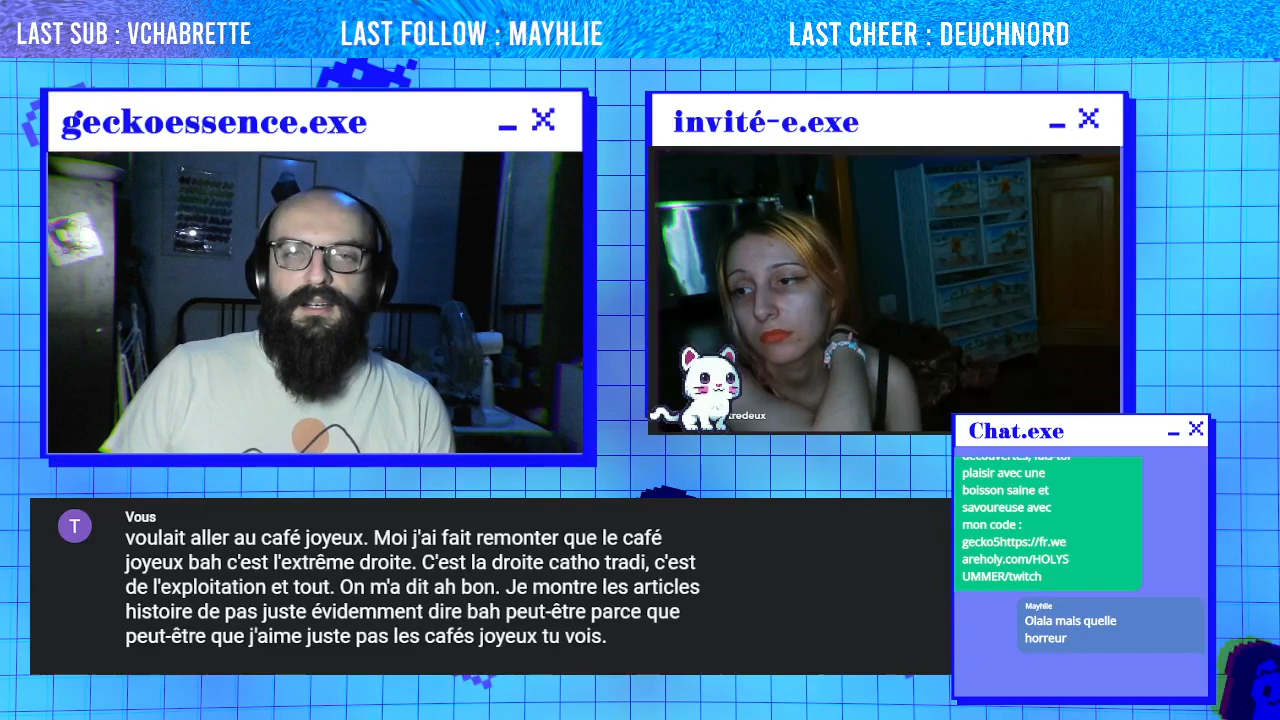 LAST SUB : VCHABRETTE
LAST FOLLOW : MAYHLIE
LAST CHEER : DEUCHNORD
geckoessence.exe
invité-e.exe
redeux
Chat.exe
plaisir avec une
boisson saine et
savoureuse avec
mon code :
gecko5https://fr.we
areholy.com/HOLYS
UMMER/twitch
Mayhlie
Olala mais quelle
horreur
T
Vous
voulait aller au café joyeux. Moi j'ai fait remonter que le café
joyeux bah c'est l'extrême droite. C'est la droite catho tradi, c'est
de l'exploitation et tout. On m'a dit ah bon. Je montre les articles
histoire de pas juste évidemment dire bah peut-être parce que
peut-être que j'aime juste pas les cafés joyeux tu vois.